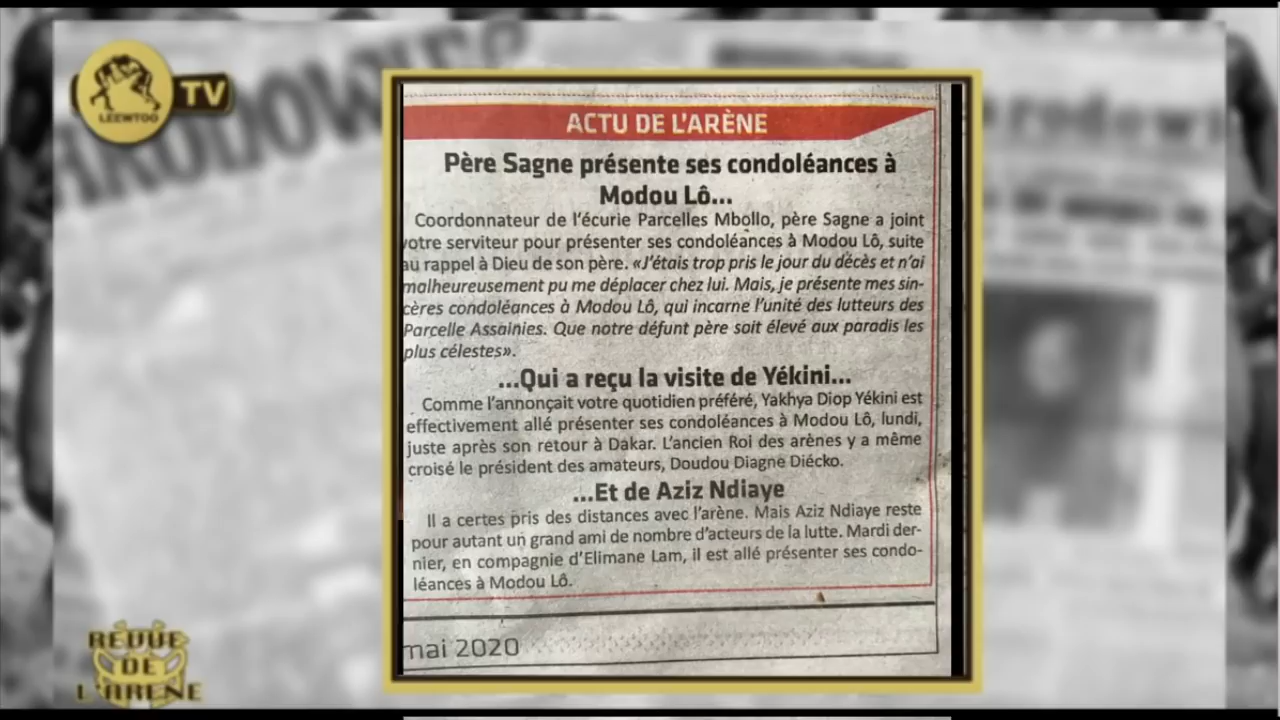 LEEWTOO
TV
ACTU DE L'ARÈNE
Père Sagne présente ses condoléances à
Modou Lô...
Coordonnateur de l'écurie Parcelles Mbollo, père Sagne a joint
votre serviteur pour présenter ses condoléances à Modou Lô, suite
au rappel à Dieu de son père. «J'étais trop pris le jour du décès et n'ai
malheureusement pu me déplacer chez lui. Mais, je présente mes sin-
cères condoléances à Modou Lô, qui incarne l'unité des lutteurs des
Parcelle Assainies. Que notre défunt père soit élevé aux paradis les
plus célestes».
...Qui a reçu la visite de Yékini...
Comme l'annonçait votre quotidien préféré, Yakhya Diop Yékini est
effectivement allé présenter ses condoléances à Modou Lô, lundi,
juste après son retour à Dakar. L'ancien Roi des arènes y a même
croisé le président des amateurs, Doudou Diagne Diécko.
...Et de Aziz Ndiaye
Il a certes pris des distances avec l'arène. Mais Aziz Ndiaye reste
pour autant un grand ami de nombre d'acteurs de la lutte. Mardi der-
nier, en compagnie d'Elimane Lam, il est allé présenter ses condo-
léances à Modou Lô.
mai 2020
REVUE
DE
L'ARENE